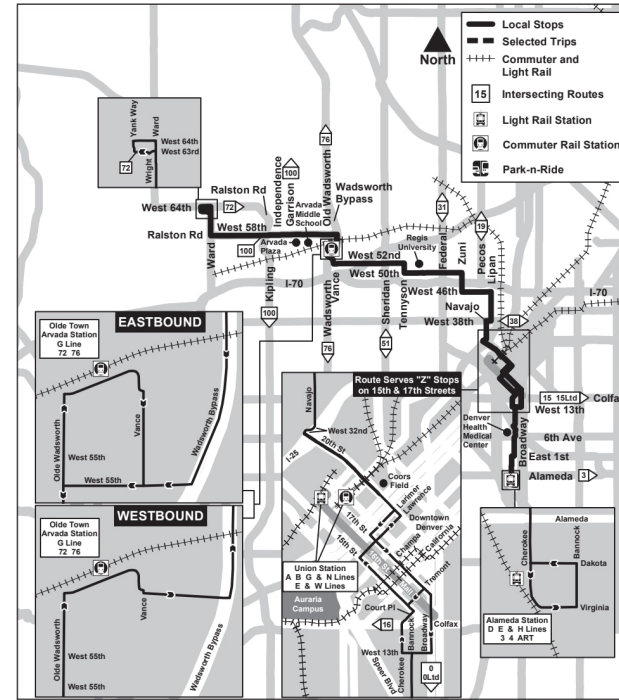 Local Stops
Selected Trips
Commuter and
Light Rail
15
Intersecting Routes
Light Rail Station
Commuter Rail Station
Park-n-Ride
North
Yank Way
Ward
West 64th
West 63rd
Wright
72
West 64th
72
Ralston Rd
Ralston Rd
West 58th
Ward
Independence
Garrison
100
Arvada
Middle
School
Arvada
Plaza
100
76
Old Wadsworth
Wadsworth
Bypass
I-70
Kipling
100
Wadsworth
Vance
76
West 52nd
West 50th
Regis
University
Sheridan
Tennyson
51
31
Federal
Zuni
19
Pecos
Lipan
I-70
West 46th
Navajo
West 38th
38
15 15Ltd
Colfa
West 13th
Denver
Health
Medical
Center
Broadway
6th Ave
East 1st
Alameda
3
EASTBOUND
Olde Town
Arvada Station
G Line
72 76
Olde Wadsworth
West 55th
West 55th
Vance
Wadsworth Bypass
WESTBOUND
Olde Town
Arvada Station
G Line
72 76
Olde Wadsworth
West 55th
West 55th
Vance
Wadsworth Bypass
Route Serves "Z" Stops
on 15th & 17th Streets
Navajo
West 32nd
20th St
I-25
Coors
Field
Larimer
Lawrence
17th St
15th St
Downtown
Denver
California
Champa
Tremont
Union Station
A B G & N Lines
E & W Lines
Auraria
Campus
Court Pl
16
Colfax
West 13th
Speer Blvd
Cherokee
Bannock
Broadway
0
0Ltd
Alameda
Cherokee
Bannock
Dakota
Virginia
Alameda Station
D E & H Lines
3 4 ART